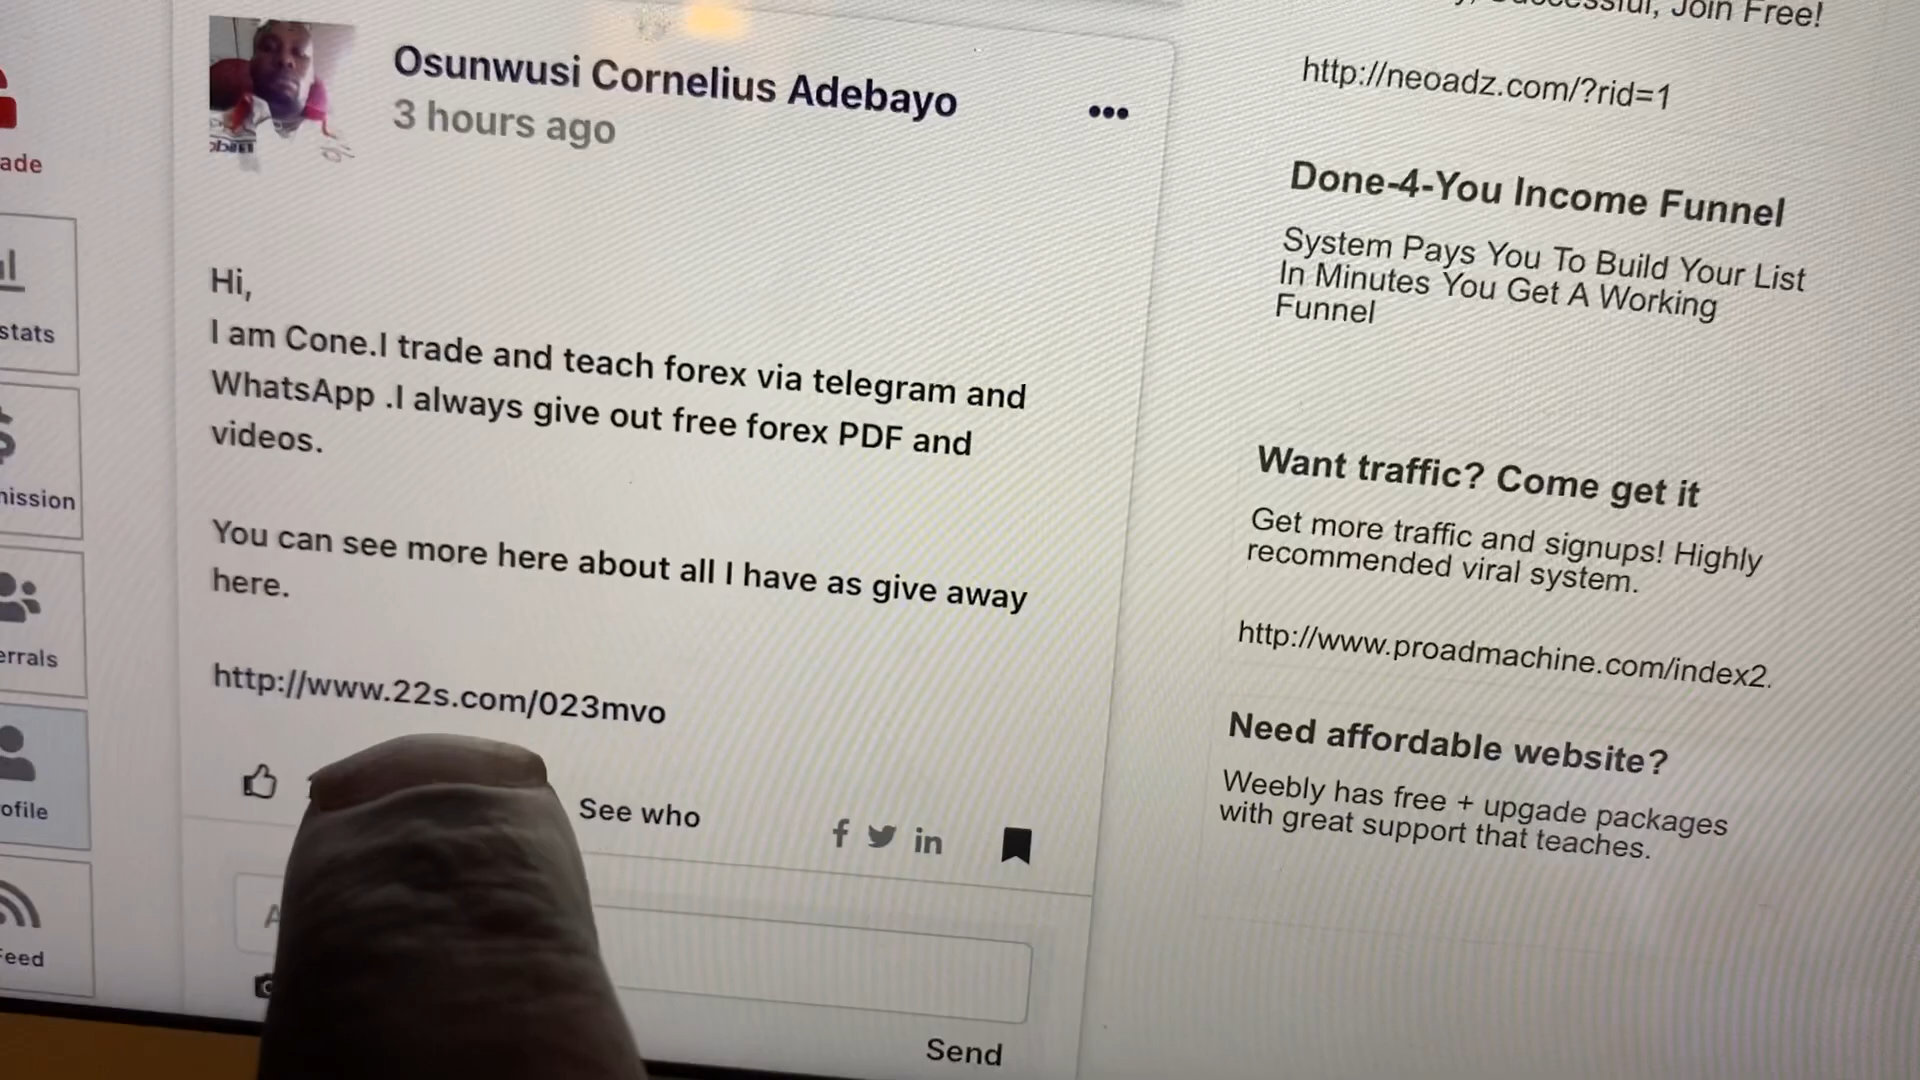 Osunwusi Cornelius Adebayo
3 hours ago
Hi,
I am Cone.I trade and teach forex via telegram and
WhatsApp .I always give out free forex PDF and
videos.
You can see more here about all I have as give away
here.
http://www.22s.com/023mvo
See who
f
in
Send
ade
stats
nission
errals
ofile
Feed
Join Free!
http://neoadz.com/?rid=1
Done-4-You Income Funnel
System Pays You To Build Your List
In Minutes You Get A Working
Funnel
Want traffic? Come get it
Get more traffic and signups! Highly
recommended viral system.
http://www.proadmachine.com/index2.
Need affordable website?
Weebly has free + upgade packages
with great support that teaches.